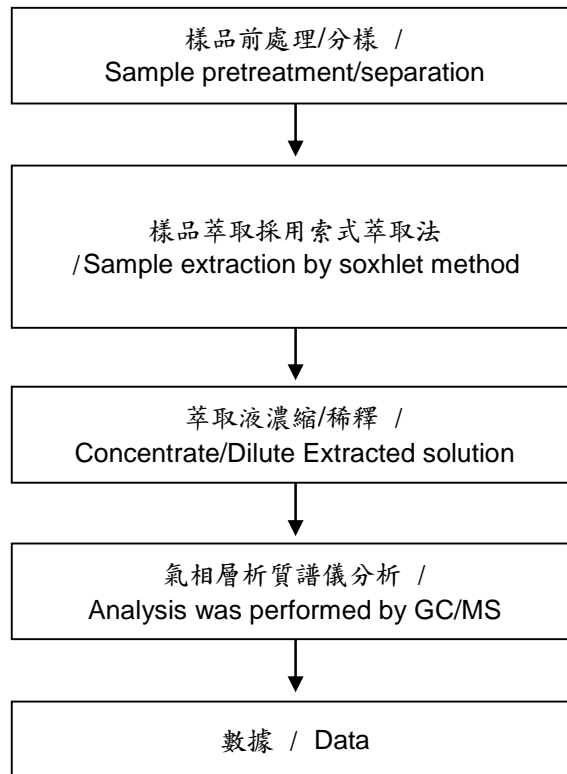 樣品前處理/分樣 /
Sample pretreatment/separation
樣品萃取採用索式萃取法
/Sample extraction by soxhlet method
萃取液濃縮/稀釋 /
Concentrate/Dilute Extracted solution
氣相層析質譜儀分析 /
Analysis was performed by GC/MS
數據 / Data